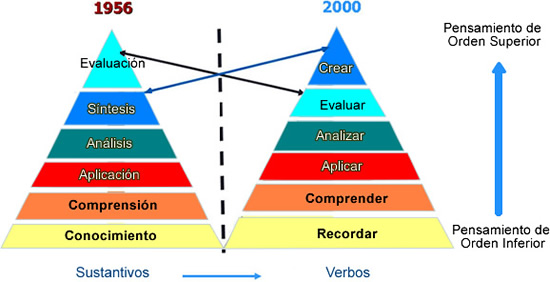 1956
2000
Pensamiento de
Orden Superior
Evaluación
Síntesis
Análisis
Aplicación
Comprensión
Conocimiento
Crear
Evaluar
Analizar
Aplicar
Comprender
Recordar
Pensamiento de
Orden Inferior
Sustantivos
Verbos